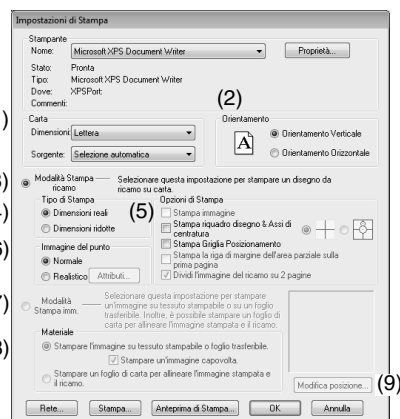 Impostazioni di Stampa
Stampante
Nome: Microsoft XPS Document Writer Proprietà...
Stato: Pronta
Tipo: Microsoft XPS Document Writer
Dove: XPSPort:
Commenti:
(2)
Carta Orientamento
Dimensioni: Lettera A Orientamento Verticale
Sorgente: Selezione automatica Orientamento Orizzontale
Modalità Stampa ricamo Selezionare questa impostazione per stampare un disegno da ricamo su carta.
Tipo di Stampa (5) Opzioni di Stampa
Dimensioni reali Stampa immagine
Dimensioni ridotte Stampa riquadro disegno & Assi di centratura
Stampa Griglia Posizionamento
Immagine del punto Stampa la riga di margine dell'area parziale sulla prima pagina
Normale Dividi l'immagine del ricamo su 2 pagine
Realistico Attributi...
Modalità Stampa imm. Selezionare questa impostazione per stampare un'immagine su tessuto stampabile o su un foglio trasferibile. Inoltre, è possibile stampare un foglio di carta per allineare l'immagine stampata e il ricamo.
Materiale
Stampare l'immagine su tessuto stampabile o foglio trasferibile.
Stampare un'immagine capovolta.
Stampare un foglio di carta per allineare l'immagine stampata e il ricamo.
Modifica posizione... (9)
Rete... Stampa... Anteprima di Stampa... OK Annulla